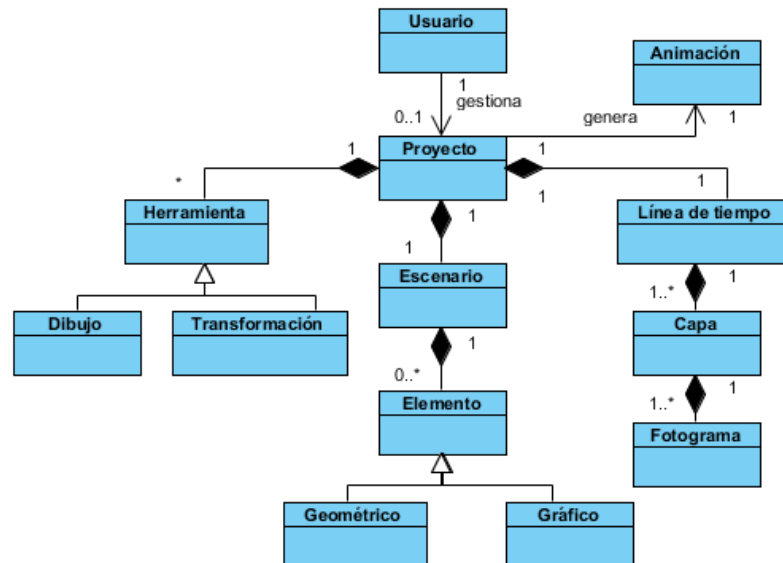 Usuario
Animación
1
gestiona
0..1
genera
1
1
Proyecto
1
1
*
1
1
1
Herramienta
Línea de tiempo
Escenario
1
1..*
Dibujo
Transformación
1
Capa
0..*
1
1..*
Elemento
Fotograma
Geométrico
Gráfico